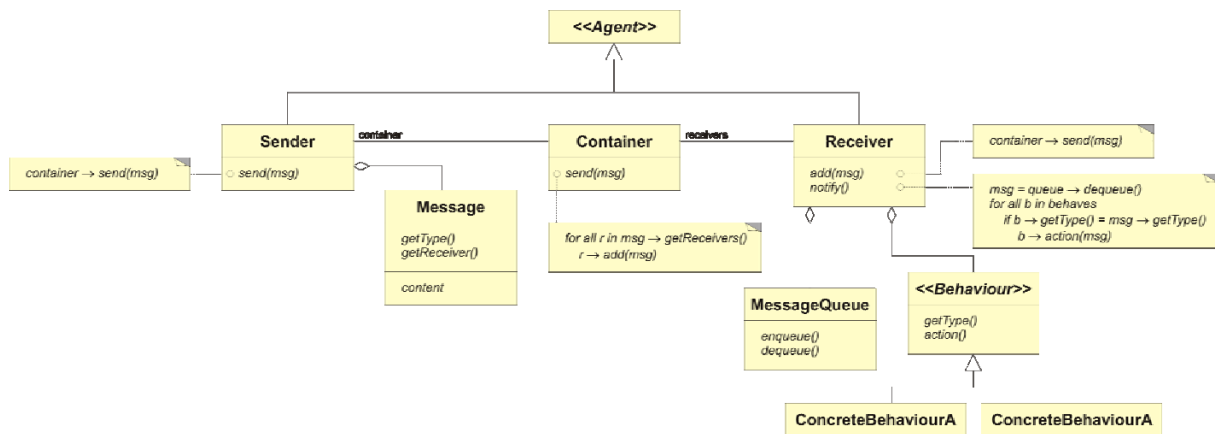 <<Agent>>
Sender
container
Container
receivers
Receiver
container → send(msg)
send(msg)
send(msg)
add(msg)
notify()
container → send(msg)
msg = queue → dequeue()
for all b in behaves
if b → getType() = msg → getType()
b → action(msg)
Message
getType()
getReceiver()
content
for all r in msg → getReceivers()
r → add(msg)
MessageQueue
enqueue()
dequeue()
<<Behaviour>>
getType()
action()
ConcreteBehaviourA
ConcreteBehaviourA